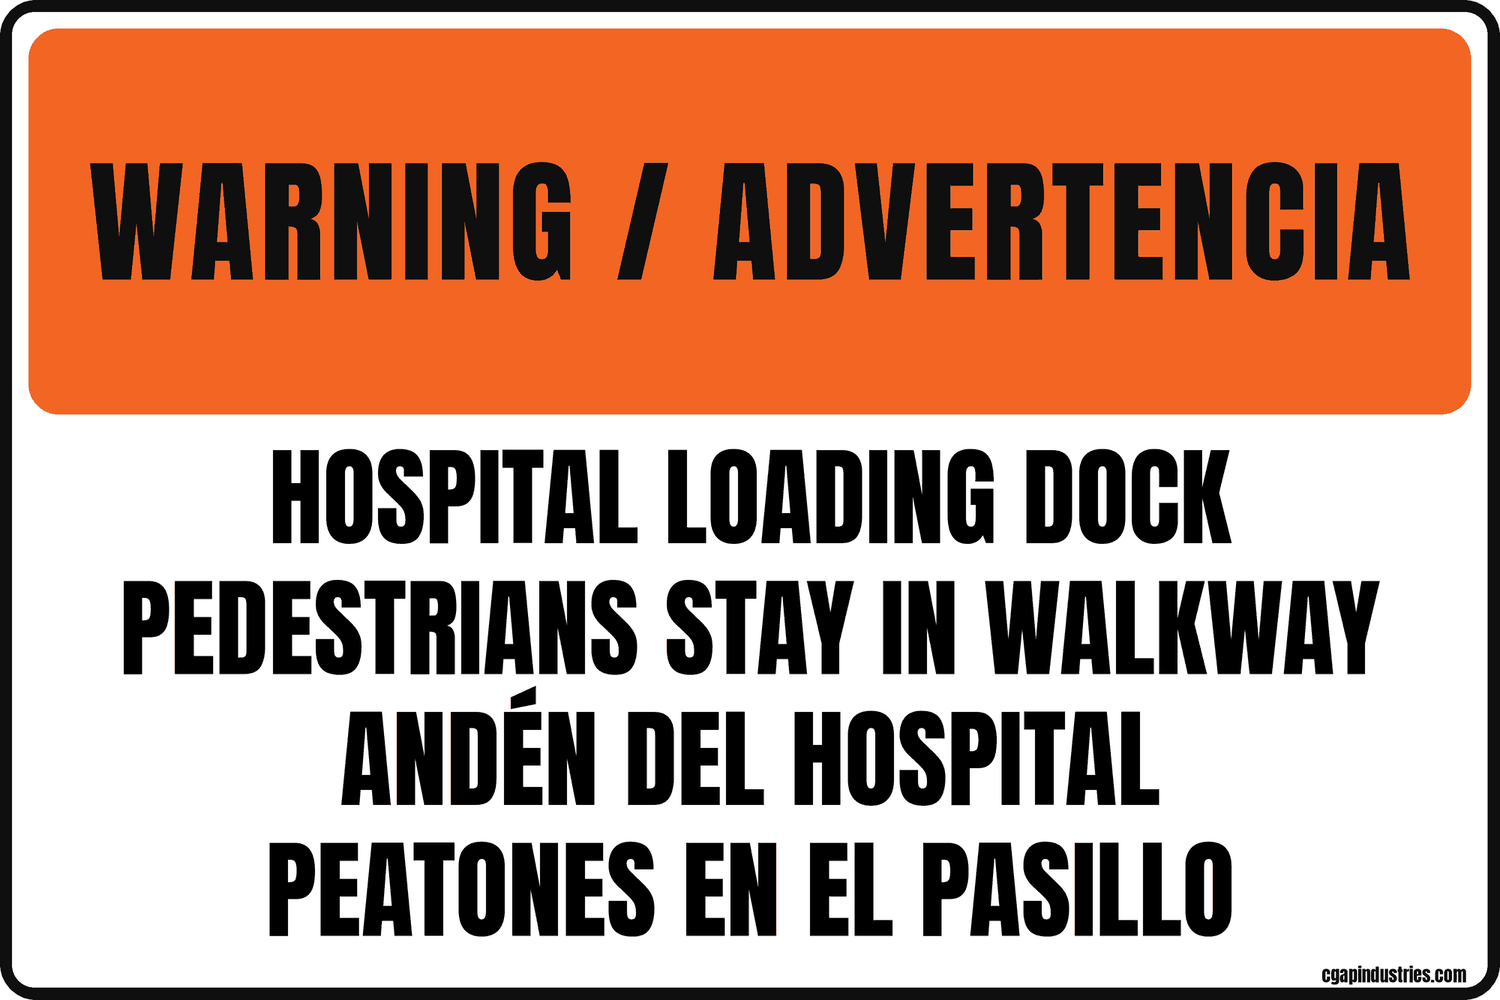 WARNING / ADVERTENCIA
HOSPITAL LOADING DOCK
PEDESTRIANS STAY IN WALKWAY
ANDÉN DEL HOSPITAL
PEATONES EN EL PASILLO
cgapindustries.com